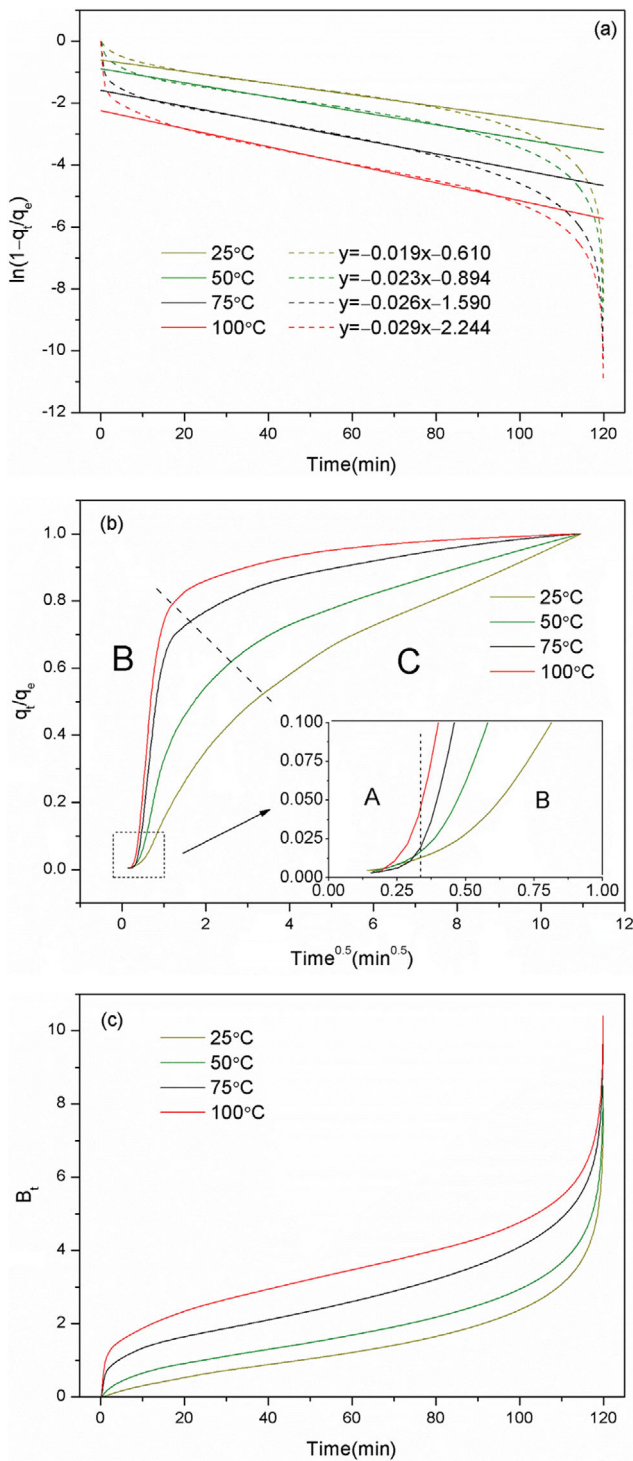 (a)
0
-2
-4
-6
-8
-10
-12
ln(1−qt/qe)
25°C y=−0.019x−0.610
50°C y=−0.023x−0.894
75°C y=−0.026x−1.590
100°C y=−0.029x−2.244
0 20 40 60 80 100 120
Time(min)
(b)
1.0
0.8
0.6
0.4
0.2
0.0
qt/qe
B
C
25°C
50°C
75°C
100°C
0.100
0.075
0.050
0.025
0.000
A
B
0.00 0.25 0.50 0.75 1.00
0 2 4 6 8 10 12
Time0.5(min0.5)
(c)
10
8
6
4
2
0
Bt
25°C
50°C
75°C
100°C
0 20 40 60 80 100 120
Time(min)